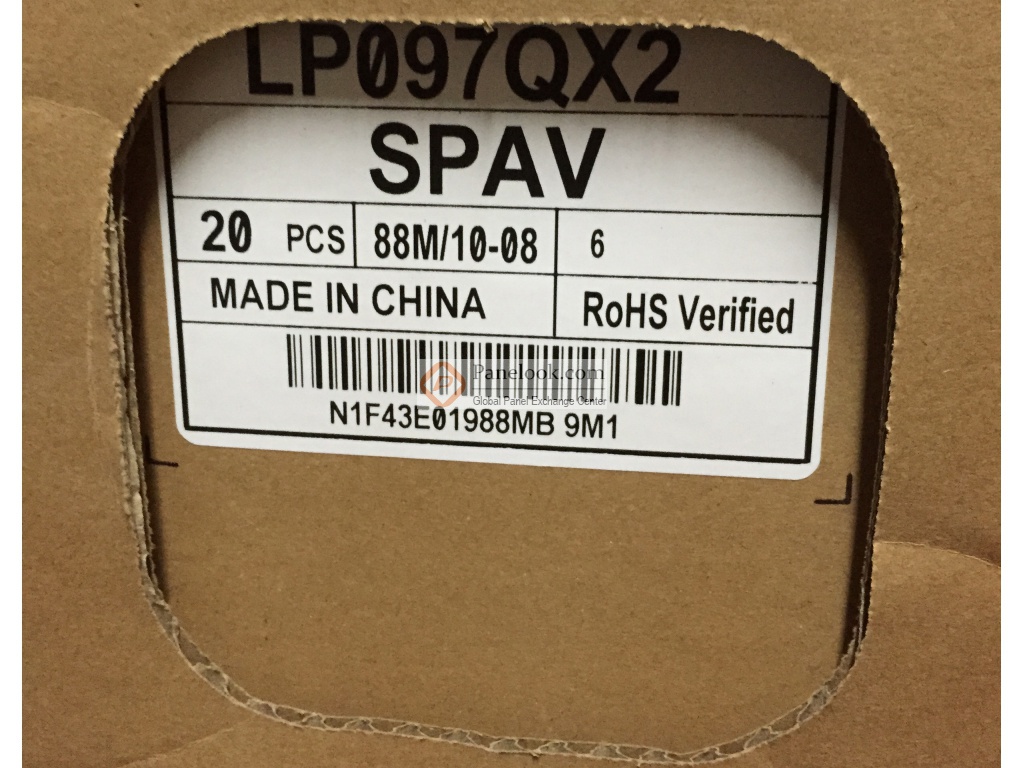 LP097QX2
SPAV
20 PCS 88M/10-08 6
MADE IN CHINA RoHS Verified
Panelook.com
Global Panel Exchange Center
N1F43E01988MB 9M1